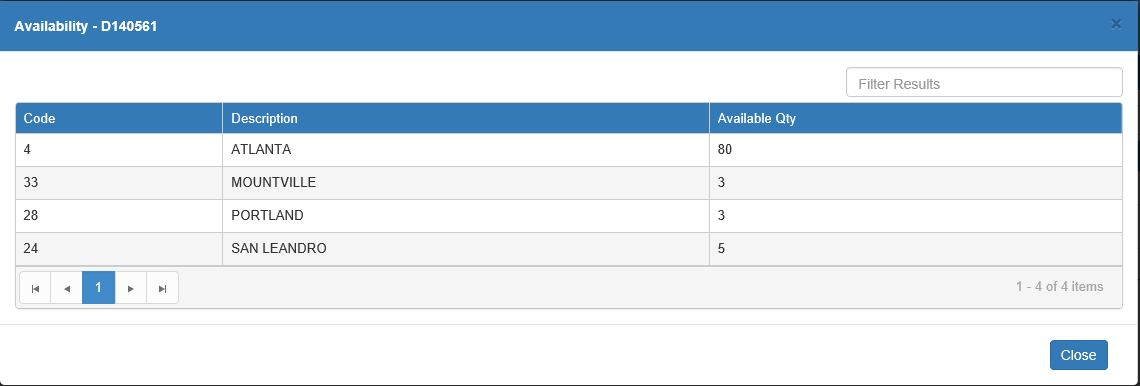 Availability - D140561 ×
Filter Results
Code Description Available Qty
4 ATLANTA 80
33 MOUNTVILLE 3
28 PORTLAND 3
24 SAN LEANDRO 5
1 1 - 4 of 4 items
Close